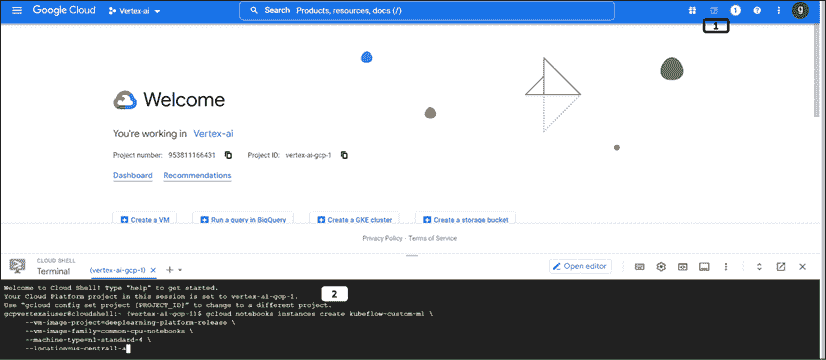 Google Cloud Vertex-ai Search Products, resources, docs (/) 1 ? g
1
Welcome
You're working in Vertex-ai
Project number: 953811166431 Project ID: vertex-ai-gcp-1
Dashboard Recommendations
Create a VM Run a query in BigQuery Create a GKE cluster Create a storage bucket
Privacy Policy · Terms of Service
CLOUD SHELL
Terminal (vertex-ai-gcp-1) × + Open editor
Welcome to Cloud Shell! Type "help" to get started.
Your Cloud Platform project in this session is set to vertex-ai-gcp-1.
2
Use "gcloud config set project [PROJECT_ID]" to change to a different project.
gcpvertexaiuser@cloudshell:~ (vertex-ai-gcp-1)$ gcloud notebooks instances create kubeflow-custom-ml \
--vm-image-project=deeplearning-platform-release \
--vm-image-family=common-cpu-notebooks \
--machine-type=n1-standard-4 \
--location=us-central1-a